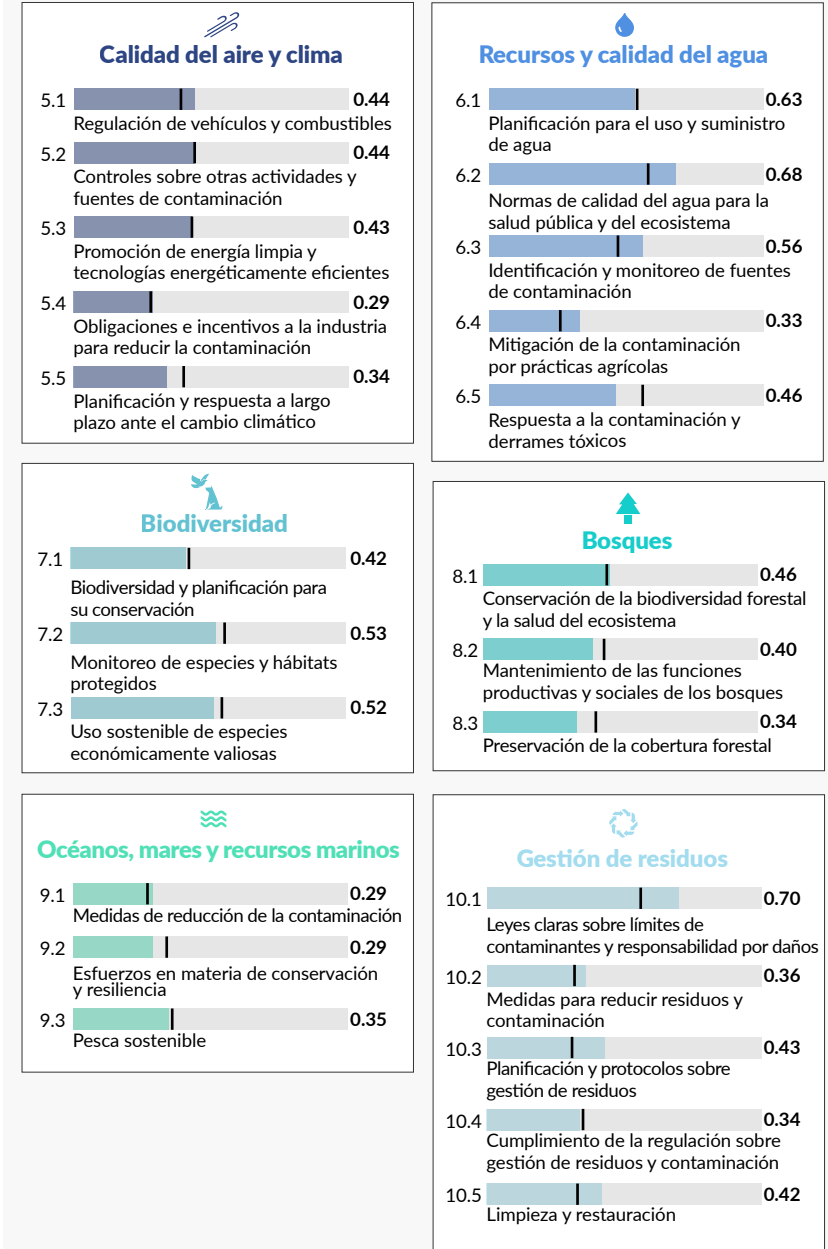 Calidad del aire y clima
5.1 0.44
Regulación de vehículos y combustibles
5.2 0.44
Controles sobre otras actividades y
fuentes de contaminación
5.3 0.43
Promoción de energía limpia y
tecnologías energéticamente eficientes
5.4 0.29
Obligaciones e incentivos a la industria
para reducir la contaminación
5.5 0.34
Planificación y respuesta a largo
plazo ante el cambio climático
Recursos y calidad del agua
6.1 0.63
Planificación para el uso y suministro
de agua
6.2 0.68
Normas de calidad del agua para la
salud pública y del ecosistema
6.3 0.56
Identificación y monitoreo de fuentes
de contaminación
6.4 0.33
Mitigación de la contaminación
por prácticas agrícolas
6.5 0.46
Respuesta a la contaminación y
derrames tóxicos
Biodiversidad
7.1 0.42
Biodiversidad y planificación para
su conservación
7.2 0.53
Monitoreo de especies y hábitats
protegidos
7.3 0.52
Uso sostenible de especies
económicamente valiosas
Bosques
8.1 0.46
Conservación de la biodiversidad forestal
y la salud del ecosistema
8.2 0.40
Mantenimiento de las funciones
productivas y sociales de los bosques
8.3 0.34
Preservación de la cobertura forestal
Océanos, mares y recursos marinos
9.1 0.29
Medidas de reducción de la contaminación
9.2 0.29
Esfuerzos en materia de conservación
y resiliencia
9.3 0.35
Pesca sostenible
Gestión de residuos
10.1 0.70
Leyes claras sobre límites de
contaminantes y responsabilidad por daños
10.2 0.36
Medidas para reducir residuos y
contaminación
10.3 0.43
Planificación y protocolos sobre
gestión de residuos
10.4 0.34
Cumplimiento de la regulación sobre
gestión de residuos y contaminación
10.5 0.42
Limpieza y restauración